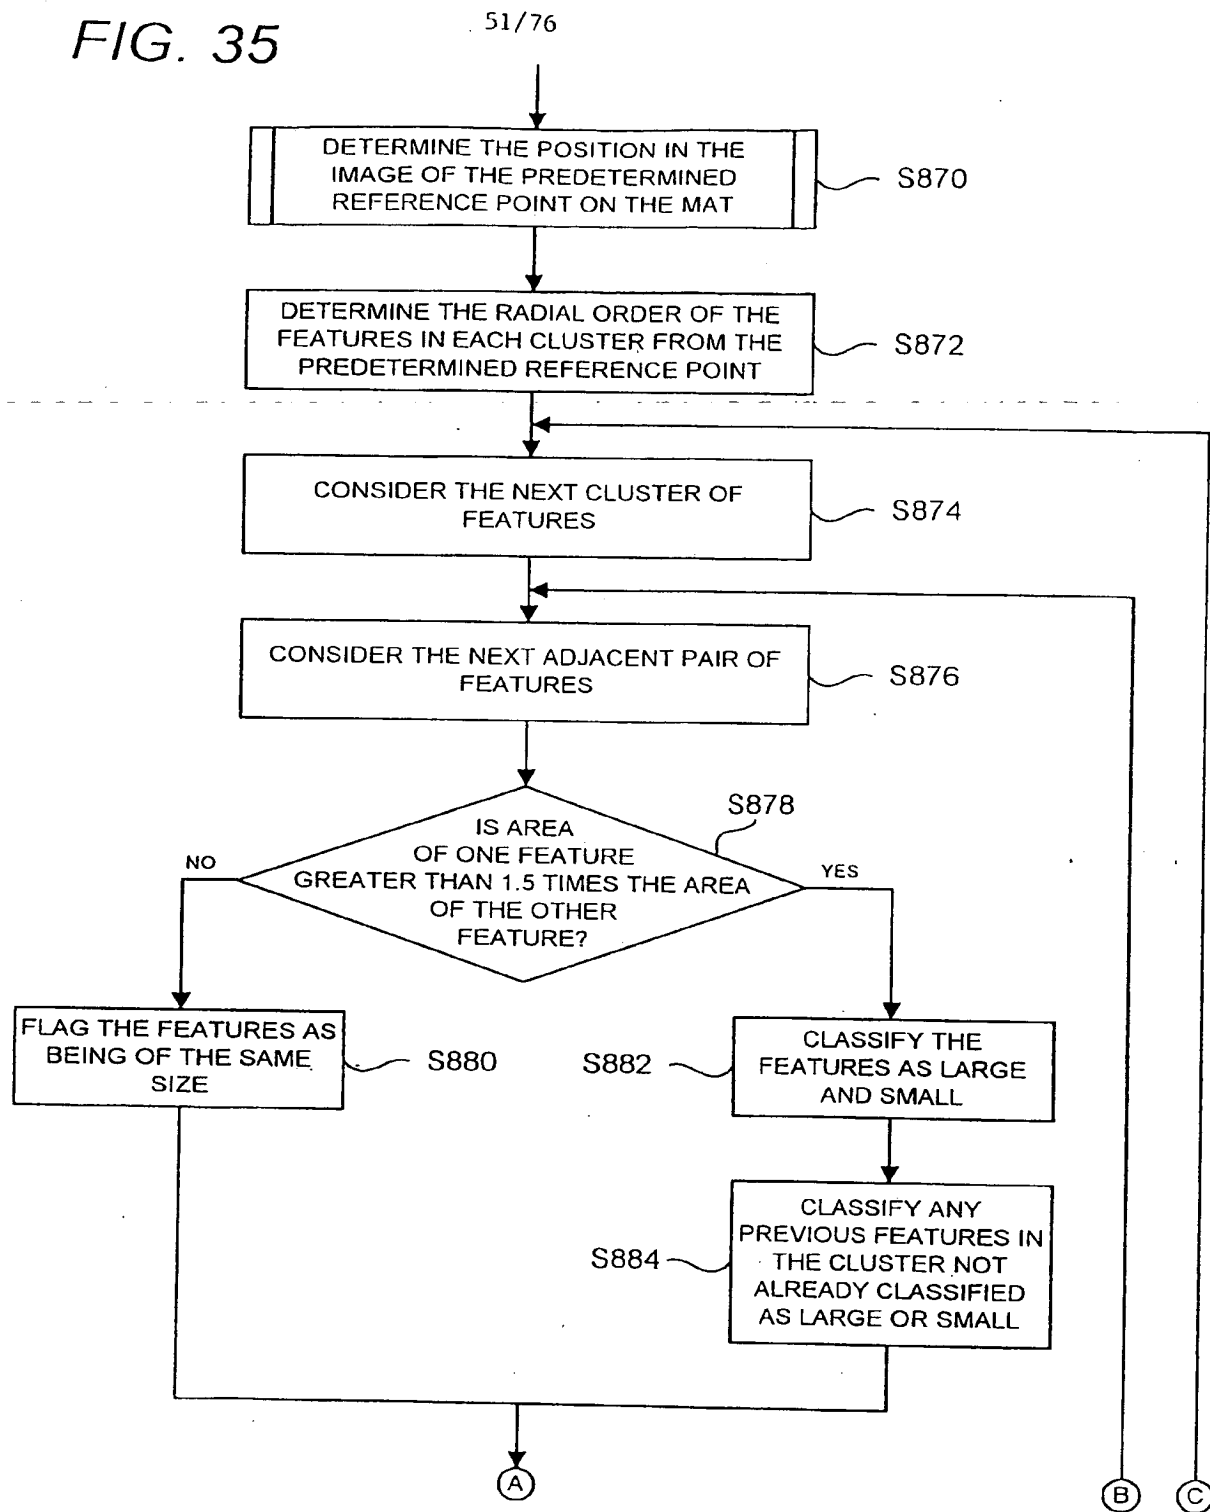 FIG. 35
51/76
DETERMINE THE POSITION IN THE
IMAGE OF THE PREDETERMINED
REFERENCE POINT ON THE MAT
S870
DETERMINE THE RADIAL ORDER OF THE
FEATURES IN EACH CLUSTER FROM THE
PREDETERMINED REFERENCE POINT
S872
CONSIDER THE NEXT CLUSTER OF
FEATURES
S874
CONSIDER THE NEXT ADJACENT PAIR OF
FEATURES
S876
S878
IS AREA
OF ONE FEATURE
GREATER THAN 1.5 TIMES THE AREA
OF THE OTHER
FEATURE?
NO
YES
FLAG THE FEATURES AS
BEING OF THE SAME
SIZE
S880
S882
CLASSIFY THE
FEATURES AS LARGE
AND SMALL
S884
CLASSIFY ANY
PREVIOUS FEATURES IN
THE CLUSTER NOT
ALREADY CLASSIFIED
AS LARGE OR SMALL
A
B
C